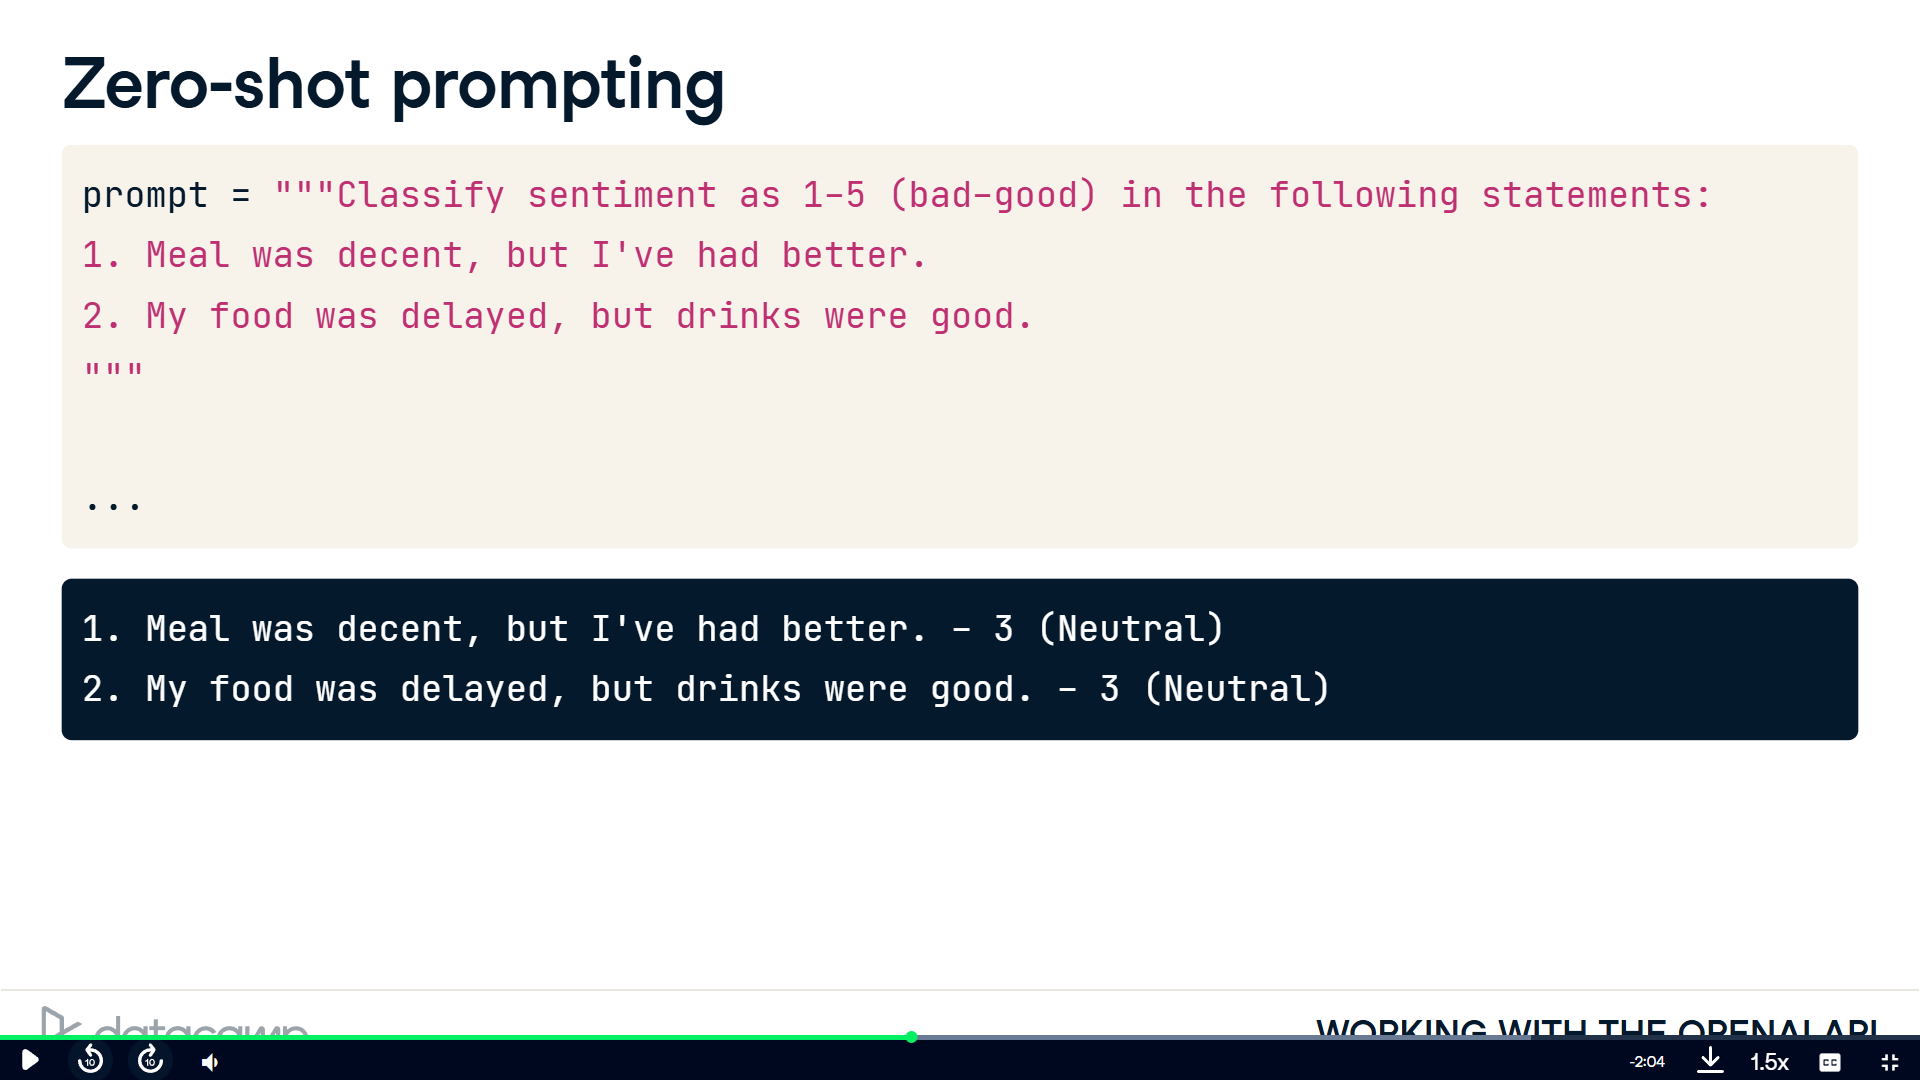 Zero-shot prompting
prompt = """Classify sentiment as 1-5 (bad-good) in the following statements:
1. Meal was decent, but I've had better.
2. My food was delayed, but drinks were good.
"""
...
1. Meal was decent, but I've had better. - 3 (Neutral)
2. My food was delayed, but drinks were good. - 3 (Neutral)
datacamp
WORKING WITH THE OPENAI API
10
10
-2:04
1.5x
CC